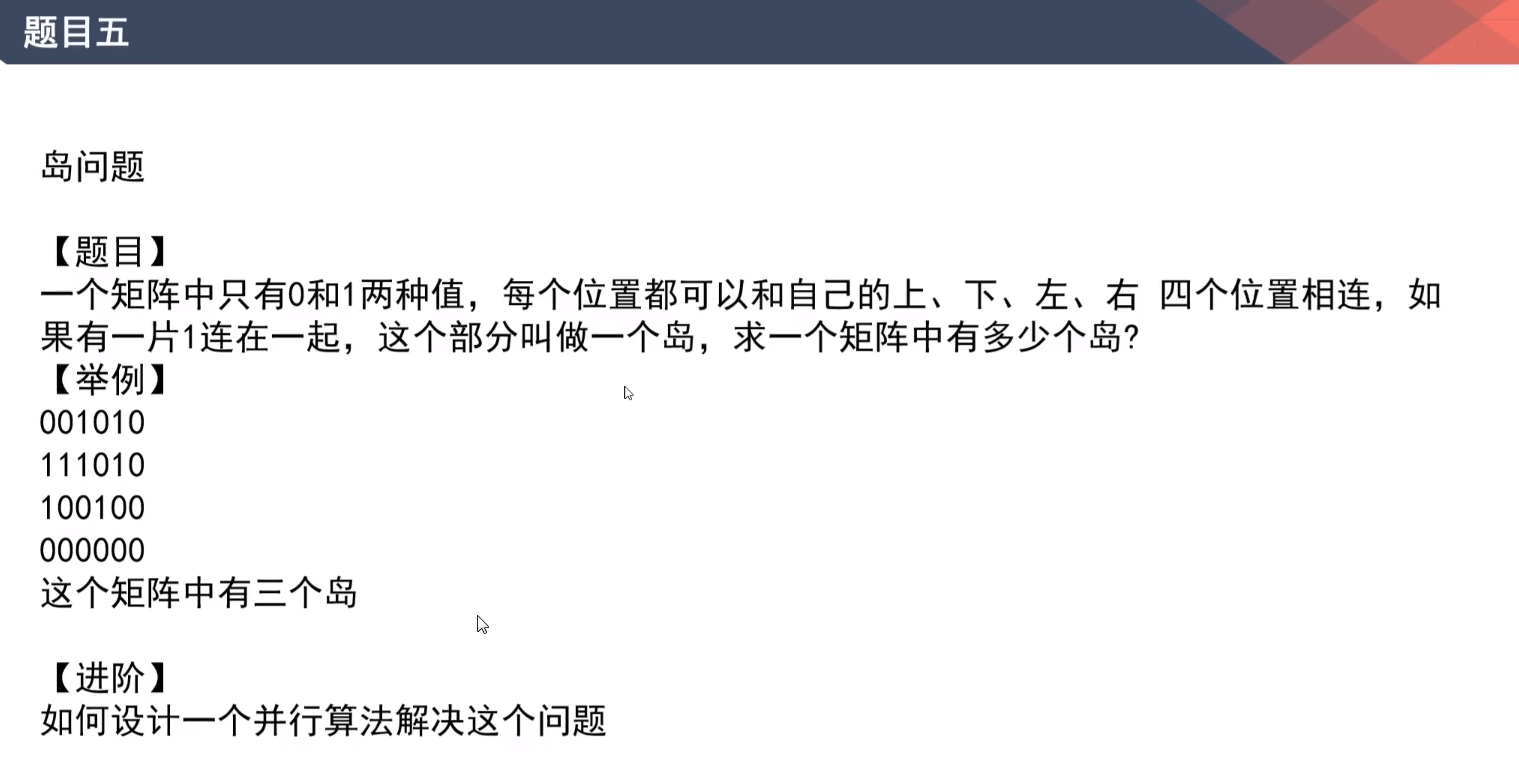 题目五
岛问题
【题目】
一个矩阵中只有0和1两种值，每个位置都可以和自己的上、下、左、右 四个位置相连，如
果有一片1连在一起，这个部分叫做一个岛，求一个矩阵中有多少个岛?
【举例】
001010
111010
100100
000000
这个矩阵中有三个岛
【进阶】
如何设计一个并行算法解决这个问题